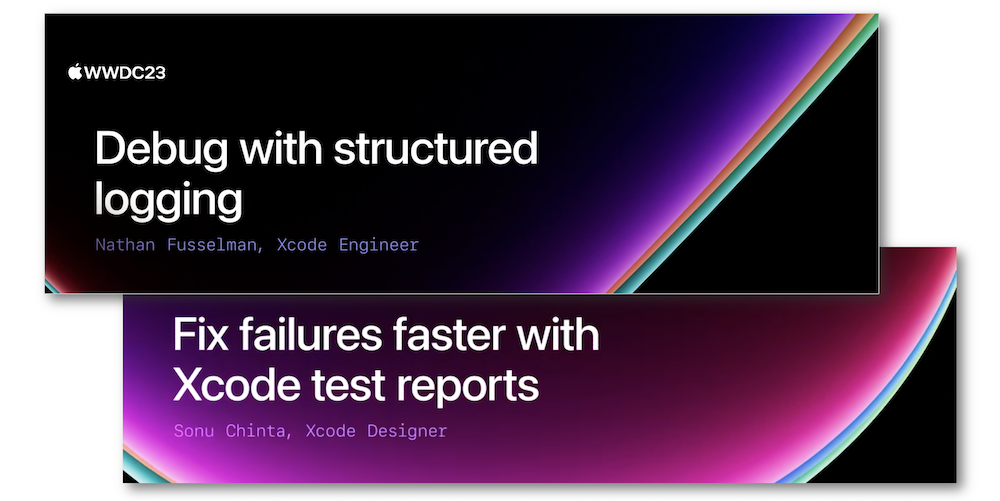 WWDC23
Debug with structured
logging
Nathan Fusselman, Xcode Engineer
Fix failures faster with
Xcode test reports
Sonu Chinta, Xcode Designer